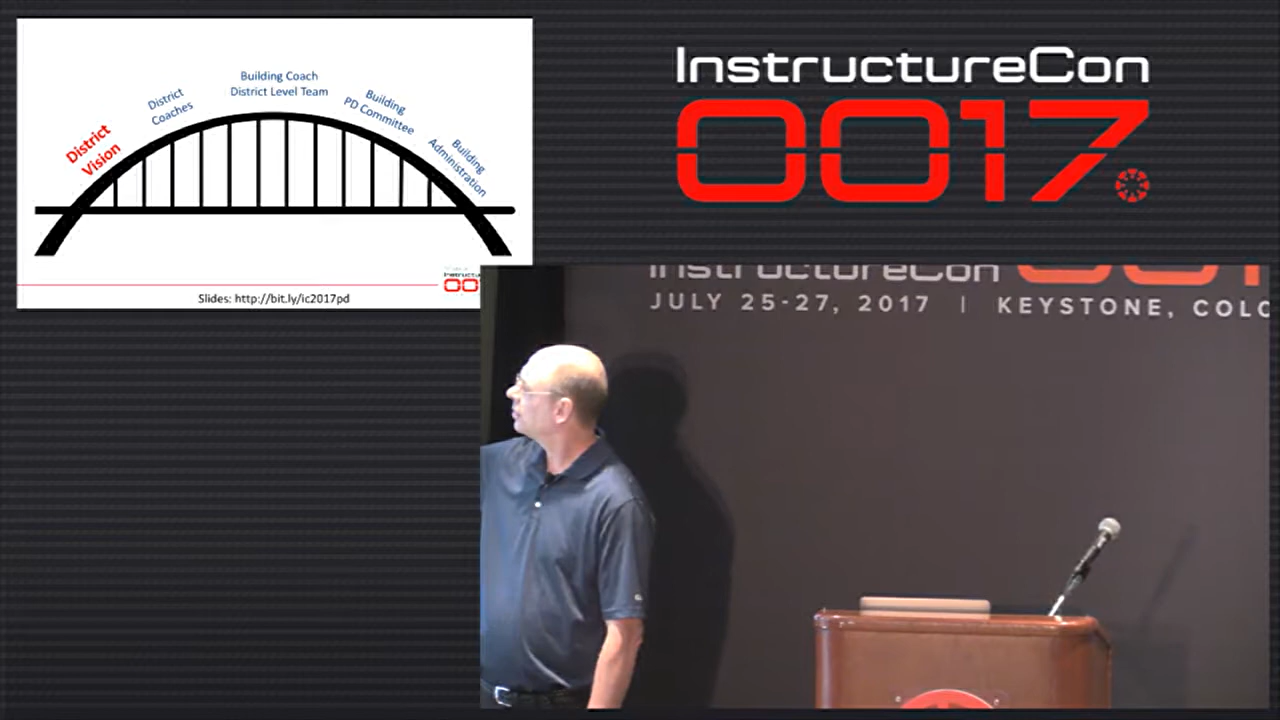 District
Vision
District
Coaches
Building Coach
District Level Team
Building
PD Committee
Building
Administration
Slides: http://bit.ly/ic2017pd
InstructureCon
0017
InstructureCon
JULY 25-27, 2017 | KEYSTONE,